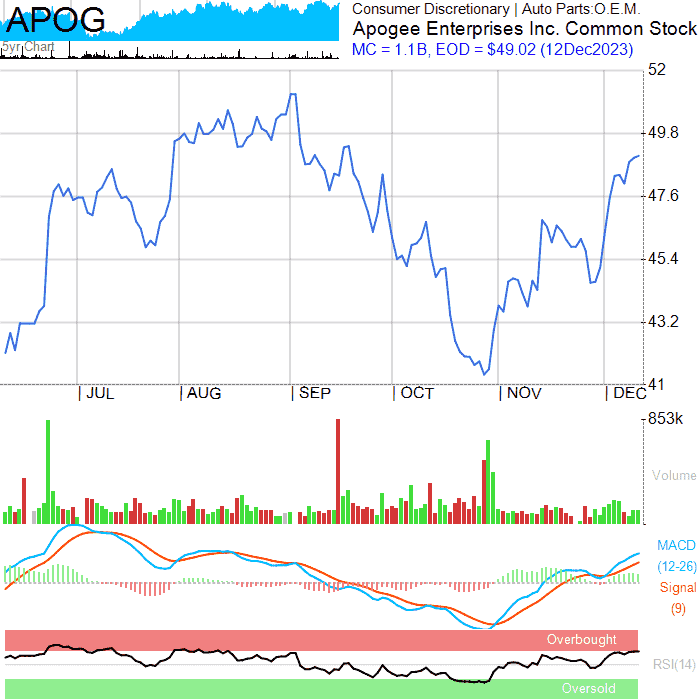 APOG
5yr Chart
Consumer Discretionary | Auto Parts:O.E.M.
Apogee Enterprises Inc. Common Stock
MC = 1.1B, EOD = $49.02 (12Dec2023)
52
49.8
47.6
45.4
43.2
41
JUL
AUG
SEP
OCT
NOV
DEC
853k
Volume
MACD
(12-26)
Signal
(9)
Overbought
RSI(14)
Oversold